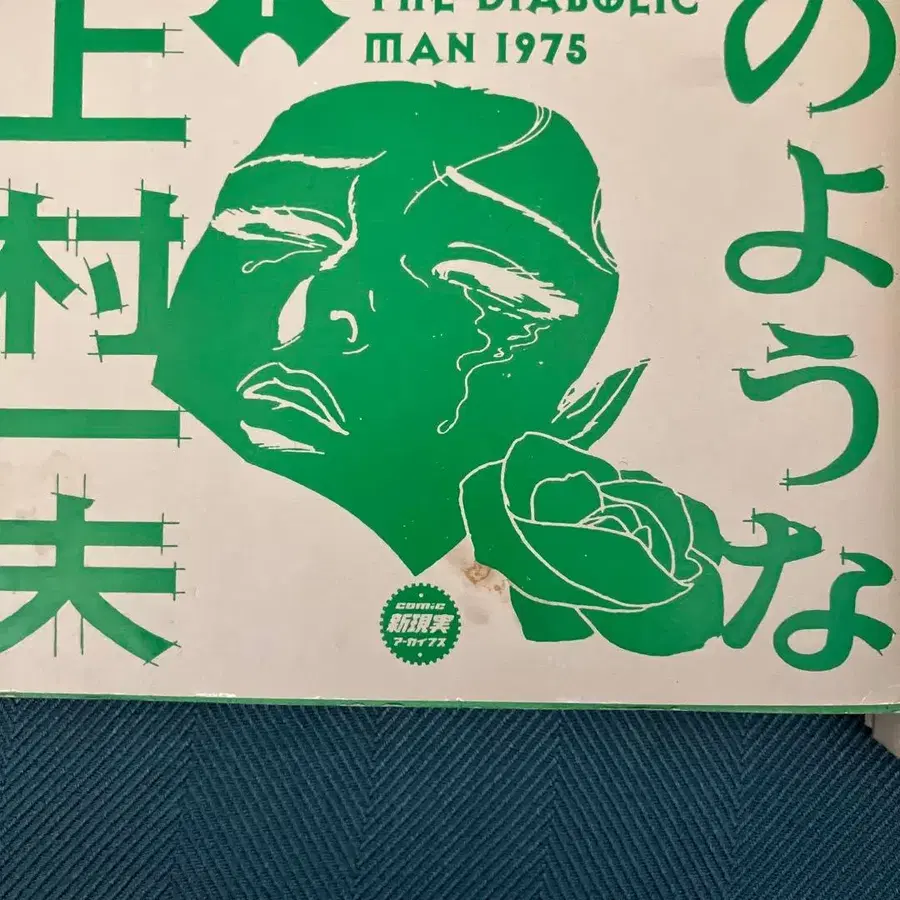 のような
THE DIABOLIC
MAN 1975
上村一夫
comic
新現実
アーカイブス